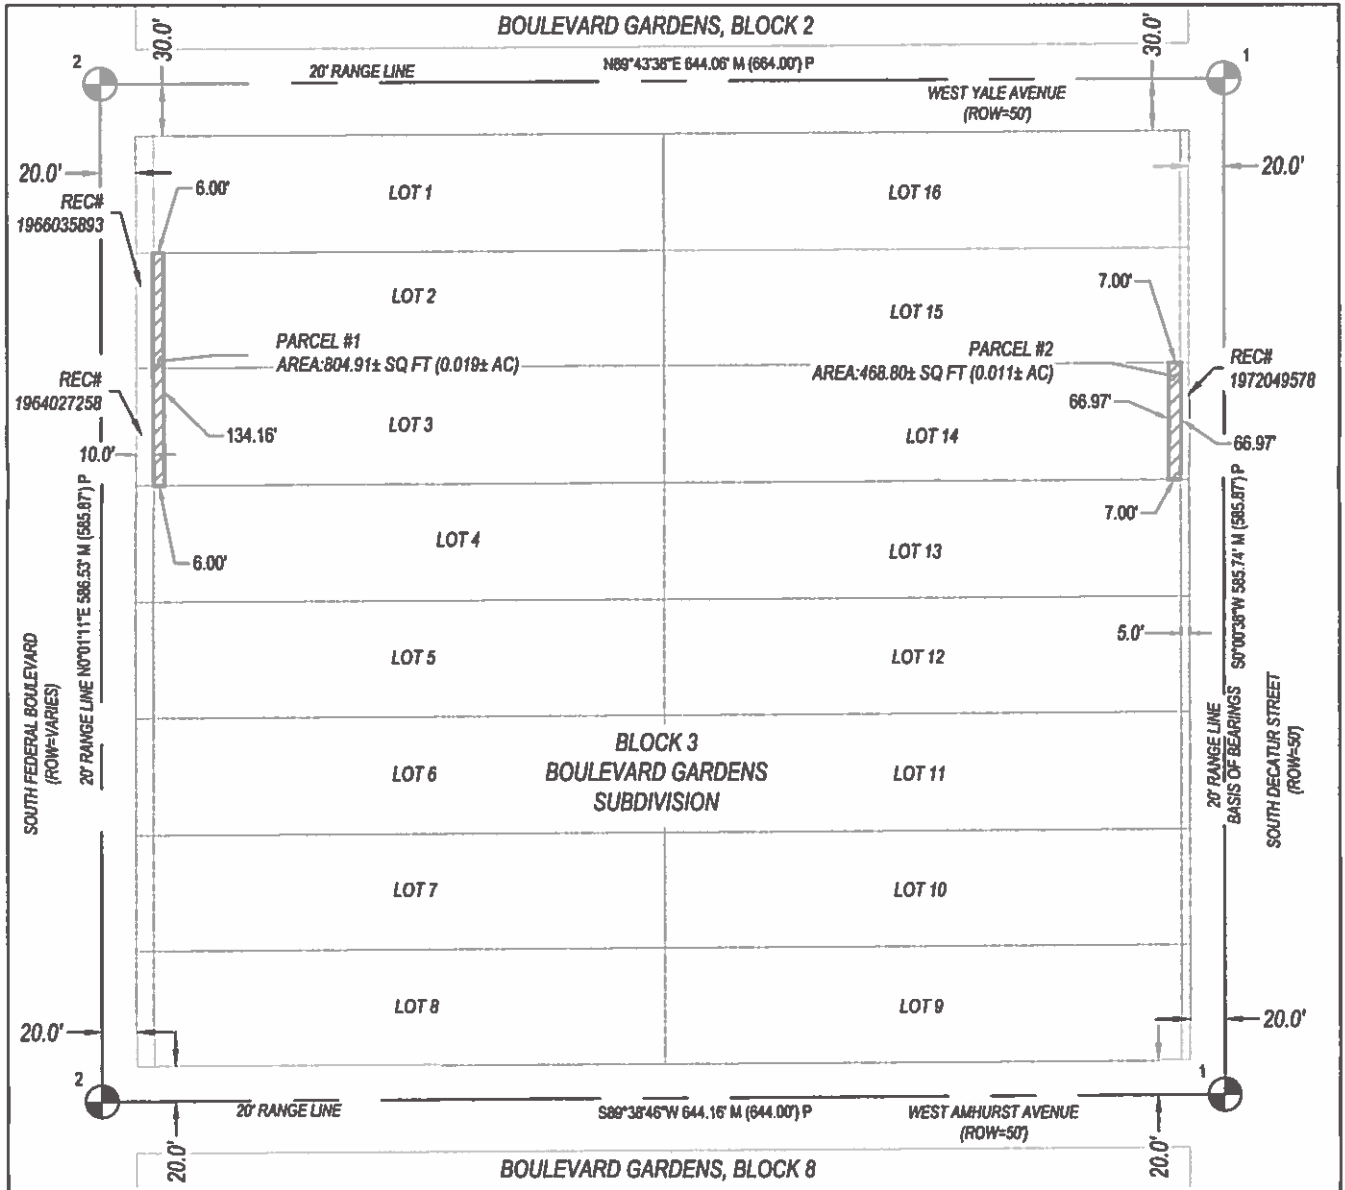 BOULEVARD GARDENS, BLOCK 2
30.0'
30.0'
2
1
20' RANGE LINE
N89°43'38"E 644.06' M (664.00') P
WEST YALE AVENUE
(ROW=50')
20.0'
20.0'
6.00'
LOT 1
LOT 16
REC#
1966035893
LOT 2
7.00'
LOT 15
PARCEL #1
AREA:804.91± SQ FT (0.019± AC)
PARCEL #2
AREA:468.80± SQ FT (0.011± AC)
REC#
1972049578
REC#
1964027258
66.97'
LOT 3
134.16'
LOT 14
66.97'
10.0'
7.00'
LOT 4
6.00'
LOT 13
LOT 5
LOT 12
5.0'
SOUTH FEDERAL BOULEVARD
(ROW=VARIES)
20' RANGE LINE N0°01'11"E 586.53' M (585.87') P
S0°00'38"W 585.74' M (585.87') P
20' RANGE LINE
BASIS OF BEARINGS
SOUTH DECATUR STREET
(ROW=50')
BLOCK 3
BOULEVARD GARDENS
SUBDIVISION
LOT 6
LOT 11
LOT 7
LOT 10
LOT 8
LOT 9
20.0'
20.0'
2
1
20' RANGE LINE
S89°38'46"W 644.16' M (644.00') P
WEST AMHURST AVENUE
(ROW=50')
20.0'
20.0'
BOULEVARD GARDENS, BLOCK 8